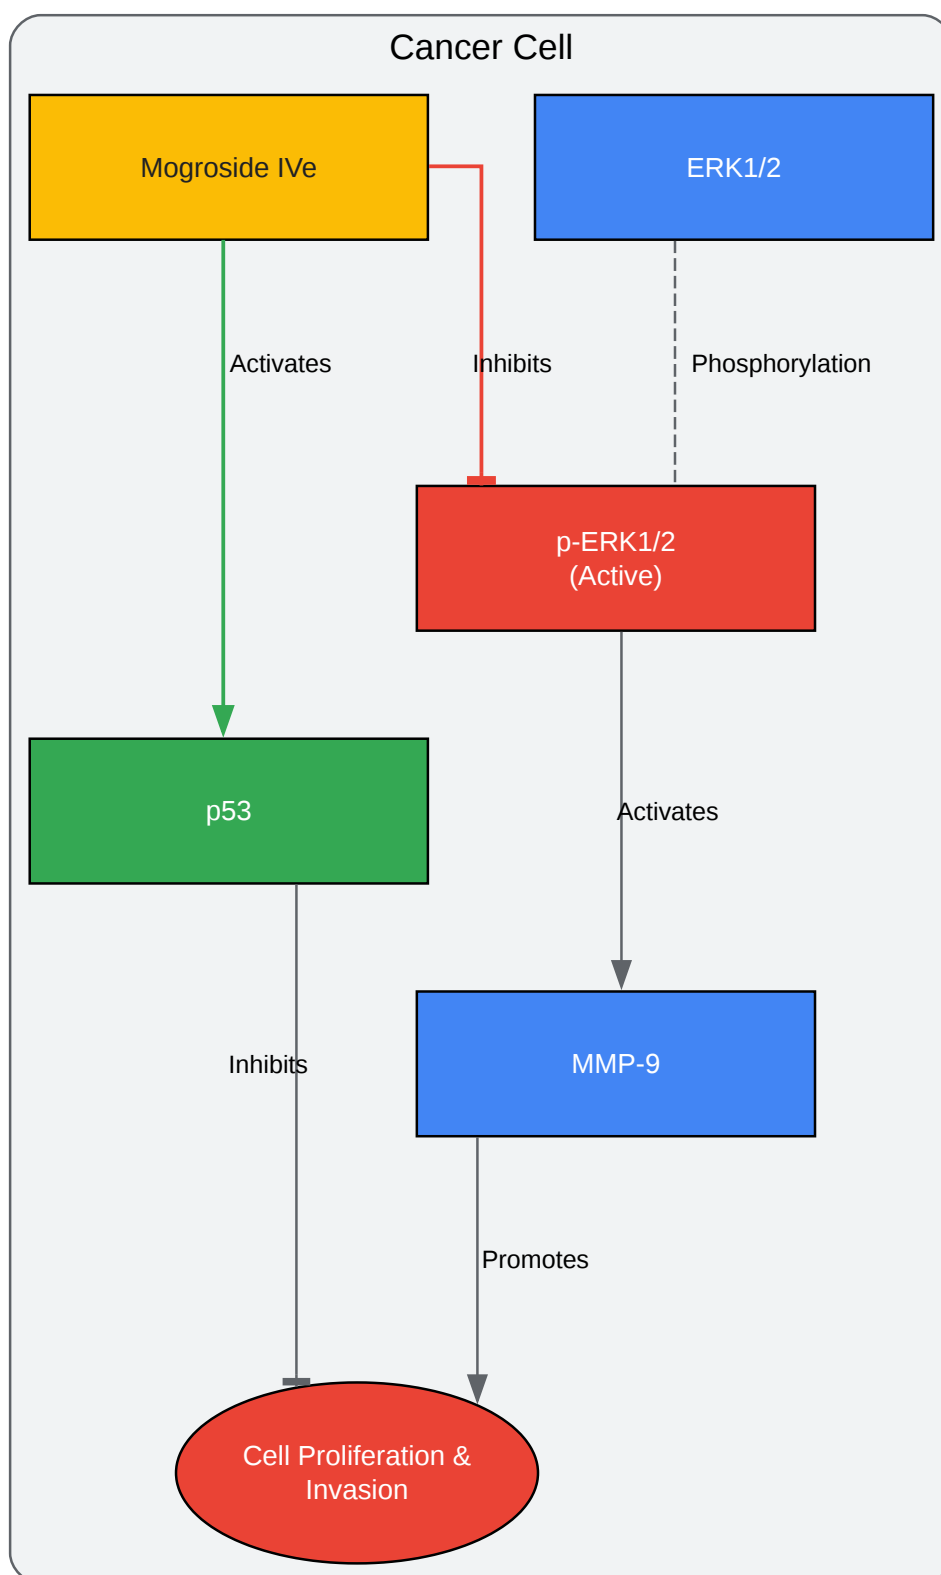 Cancer Cell
Mogroside IVe
ERK1/2
Activates
Inhibits
Phosphorylation
p-ERK1/2
(Active)
p53
Activates
Inhibits
MMP-9
Promotes
Cell Proliferation &
Invasion